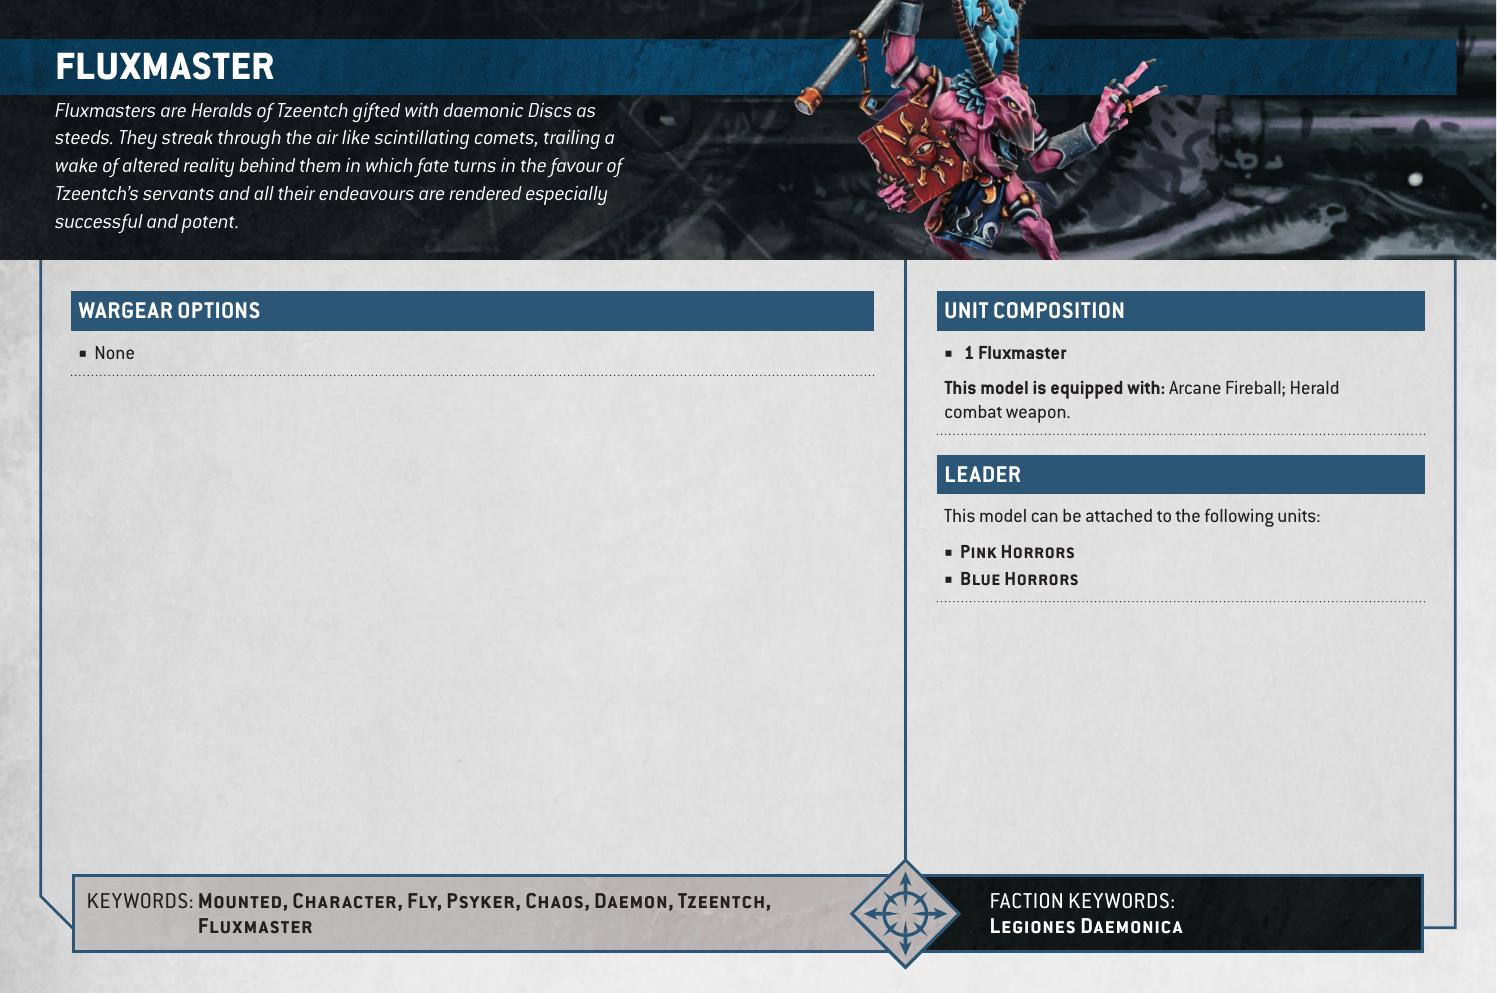 FLUXMASTER
Fluxmasters are Heralds of Tzeentch gifted with daemonic Discs as
steeds. They streak through the air like scintillating comets, trailing a
wake of altered reality behind them in which fate turns in the favour of
Tzeentch’s servants and all their endeavours are rendered especially
successful and potent.
WARGEAR OPTIONS
▪ None
UNIT COMPOSITION
▪ 1 Fluxmaster
This model is equipped with: Arcane Fireball; Herald
combat weapon.
LEADER
This model can be attached to the following units:
▪ Pink Horrors
▪ Blue Horrors
KEYWORDS: Mounted, Character, Fly, Psyker, Chaos, Daemon, Tzeentch,
Fluxmaster
FACTION KEYWORDS:
Legiones Daemonica